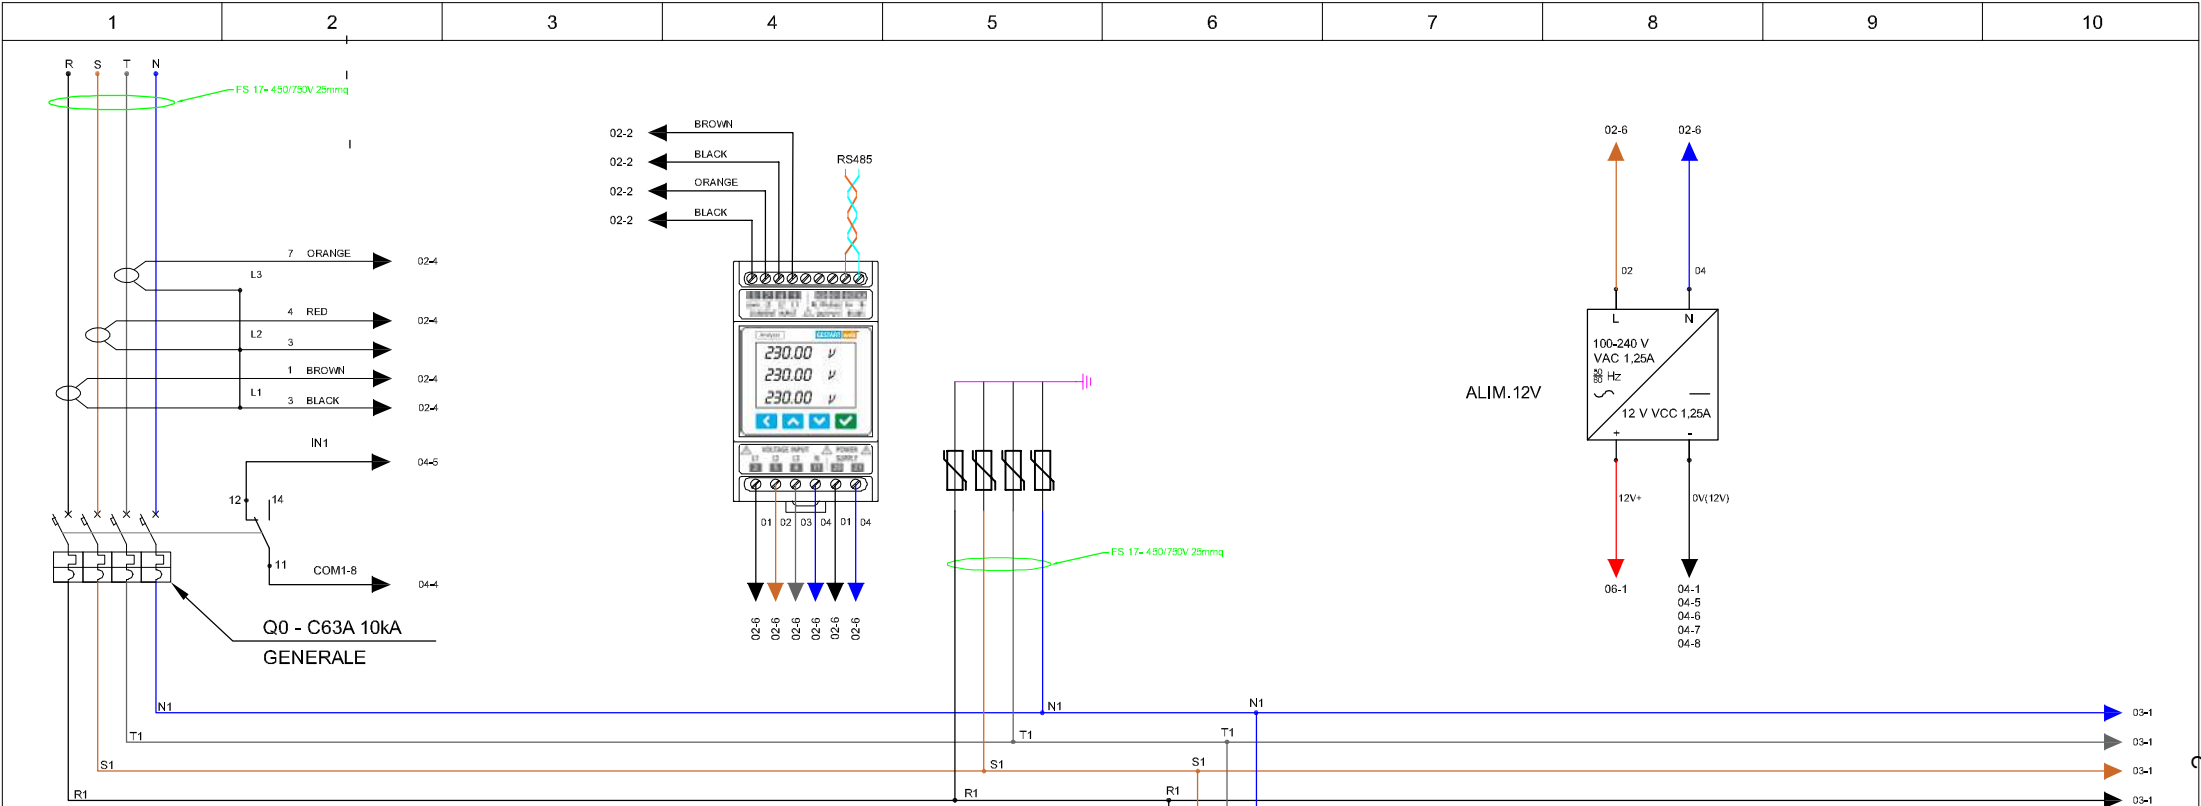 1 2 3 4 5 6 7 8 9 10
R S T N
FS 17- 450/750V 25mmq
02-2 BROWN
02-2 BLACK
02-2 ORANGE
02-2 BLACK
RS485
7 ORANGE 02-4
L3
4 RED 02-4
L2
3
1 BROWN 02-4
L1
3 BLACK 02-4
IN1
04-5
12 14
11
COM1-8
04-4
Q0 - C63A 10kA
GENERALE
230.00 V
230.00 V
230.00 V
VOLTAGE INPUT POWER SUPPLY
L1 L2 L3 N
01 02 03 04 01 04
02-6 02-6 02-6 02-6 02-6 02-6
FS 17- 450/750V 25mmq
02-6 02-6
02 04
L N
100-240 V
VAC 1,25A
Hz
ALIM.12V
12 V VCC 1,25A
+ -
12V+ 0V(12V)
06-1 04-1
04-5
04-6
04-7
04-8
N1 N1 N1 03-1
T1 T1 T1 03-1
S1 S1 S1 03-1
R1 R1 R1 03-1